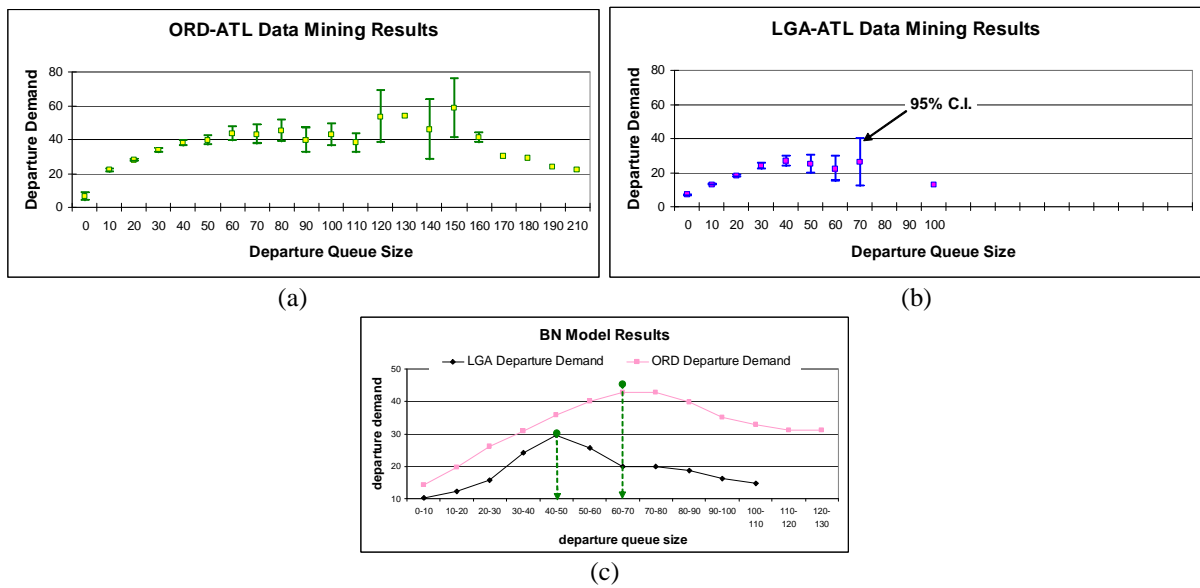 ORD-ATL Data Mining Results
Departure Demand
80
60
40
20
0
0 10 20 30 40 50 60 70 80 90 100 110 120 130 140 150 160 170 180 190 210
Departure Queue Size
(a)
LGA-ATL Data Mining Results
Departure Demand
80
60
40
20
0
95% C.I.
0 10 20 30 40 50 60 70 80 90 100
Departure Queue Size
(b)
BN Model Results
LGA Departure Demand ORD Departure Demand
departure demand
50
40
30
20
10
0-10 10-20 20-30 30-40 40-50 50-60 60-70 70-80 80-90 90-100 100- 110- 120-
110 120 130
departure queue size
(c)